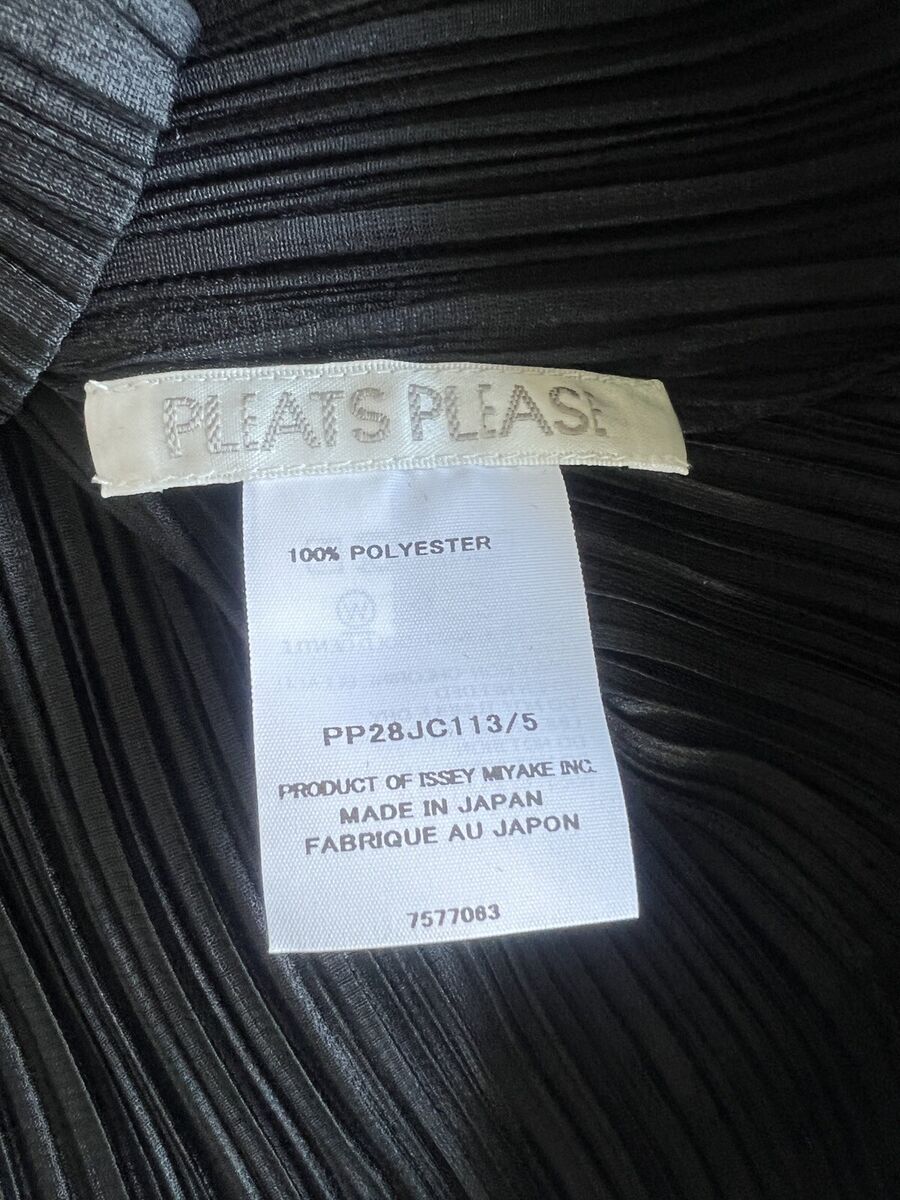 PLEATS PLEASE
100% POLYESTER
PP28JC113/5
PRODUCT OF ISSEY MIYAKE INC.
MADE IN JAPAN
FABRIQUE AU JAPON
7577063